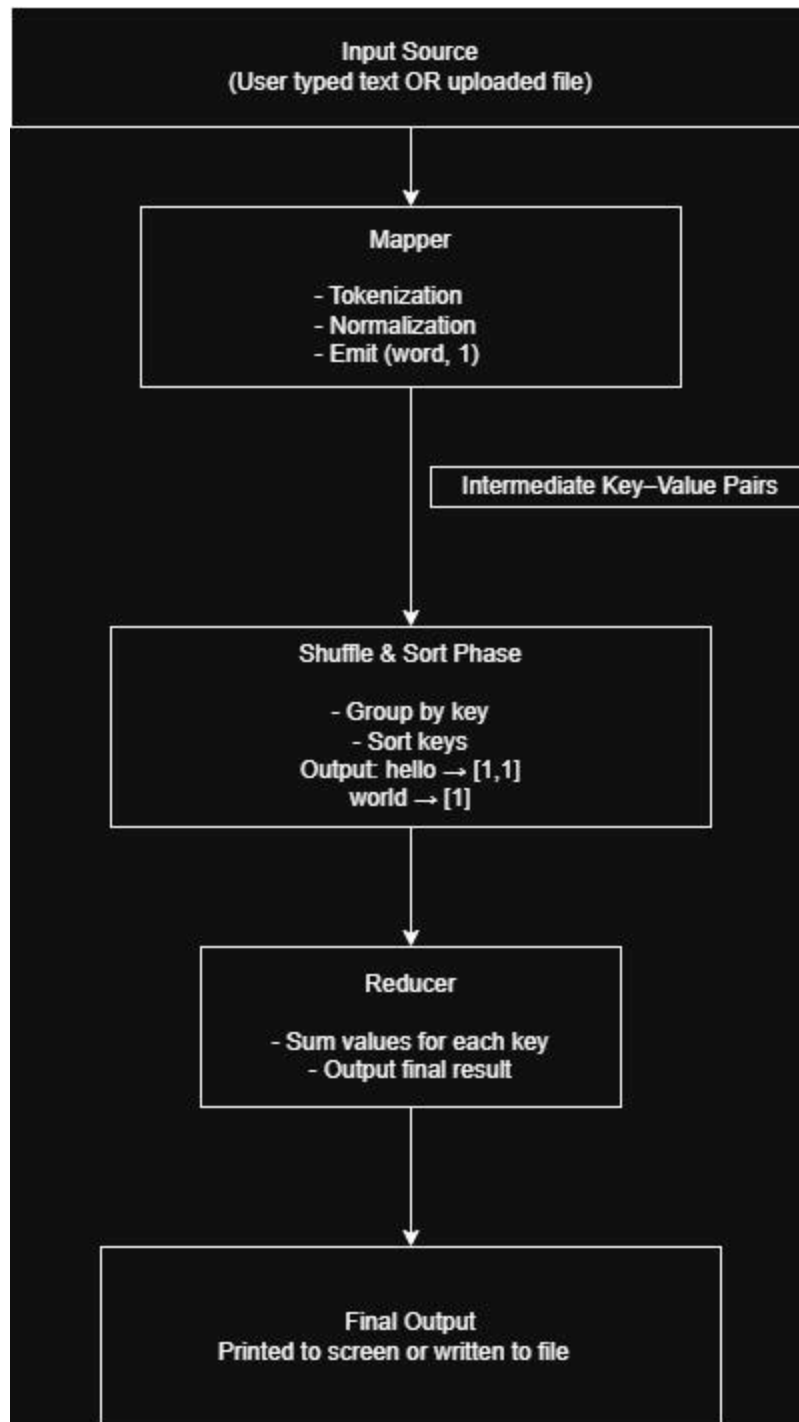 Input Source
(User typed text OR uploaded file)
Mapper
- Tokenization
- Normalization
- Emit (word, 1)
Intermediate Key–Value Pairs
Shuffle & Sort Phase
- Group by key
- Sort keys
Output: hello → [1,1]
world → [1]
Reducer
- Sum values for each key
- Output final result
Final Output
Printed to screen or written to file